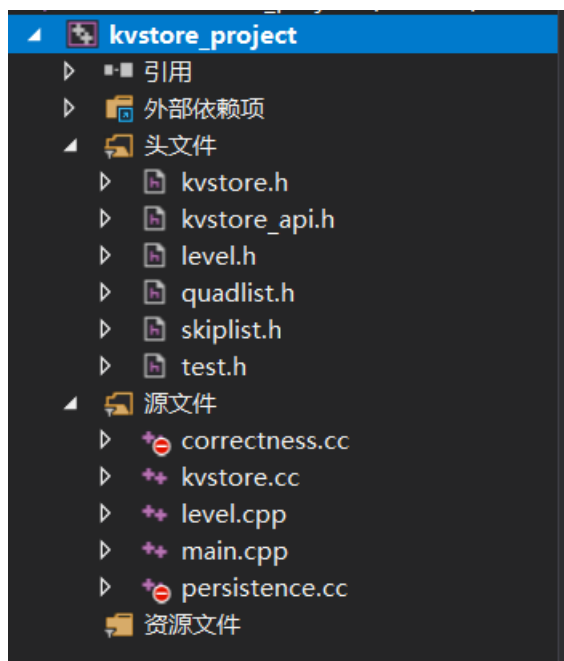 kvstore_project
引用
外部依赖项
头文件
kvstore.h
kvstore_api.h
level.h
quadlist.h
skiplist.h
test.h
源文件
correctness.cc
kvstore.cc
level.cpp
main.cpp
persistence.cc
资源文件